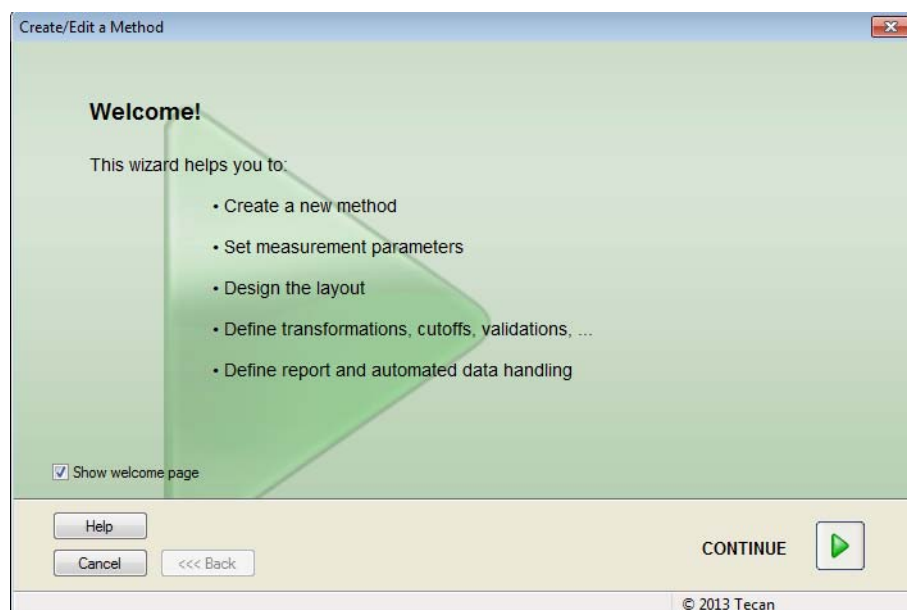 Create/Edit a Method
Welcome!
This wizard helps you to:
• Create a new method
• Set measurement parameters
• Design the layout
• Define transformations, cutoffs, validations, ...
• Define report and automated data handling
Show welcome page
Help
Cancel
<<< Back
CONTINUE
© 2013 Tecan